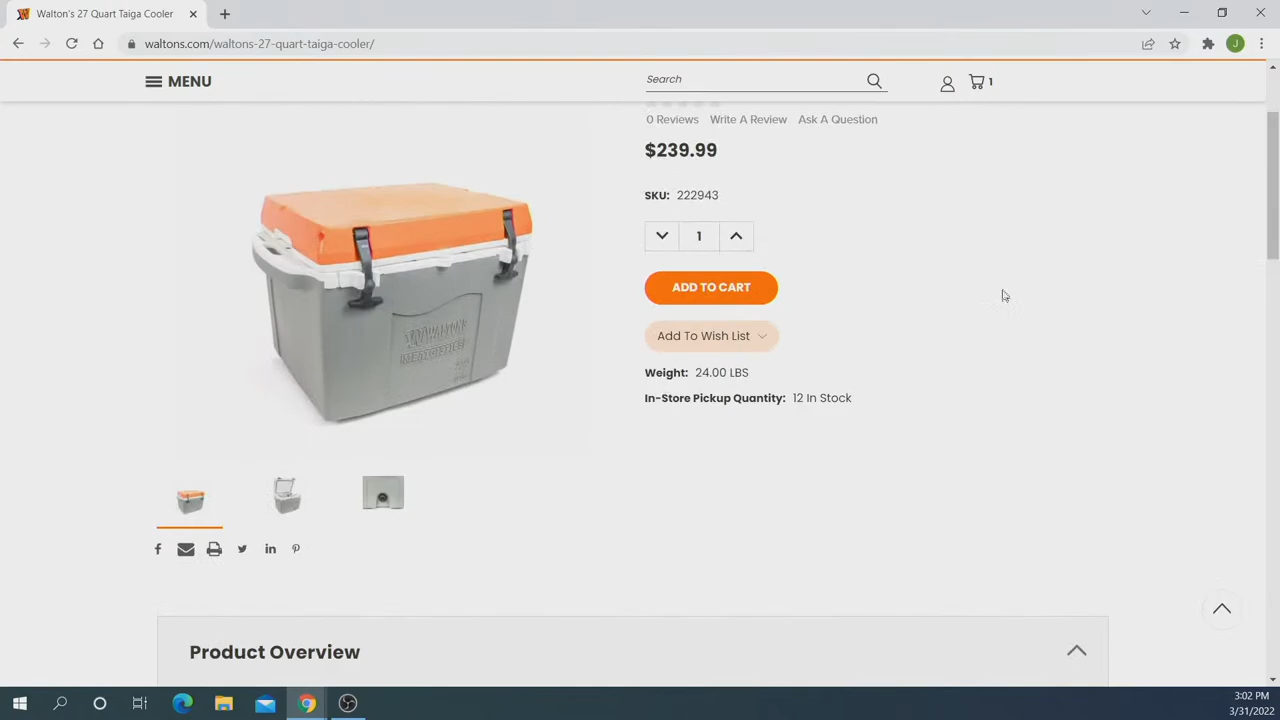 Walton's 27 Quart Taiga Cooler
waltons.com/waltons-27-quart-taiga-cooler/
J
MENU
Search
1
0 Reviews Write A Review Ask A Question
$239.99
SKU: 222943
1
ADD TO CART
Add To Wish List
Weight: 24.00 LBS
In-Store Pickup Quantity: 12 In Stock
WALTONS
Product Overview
3:02 PM
3/31/2022